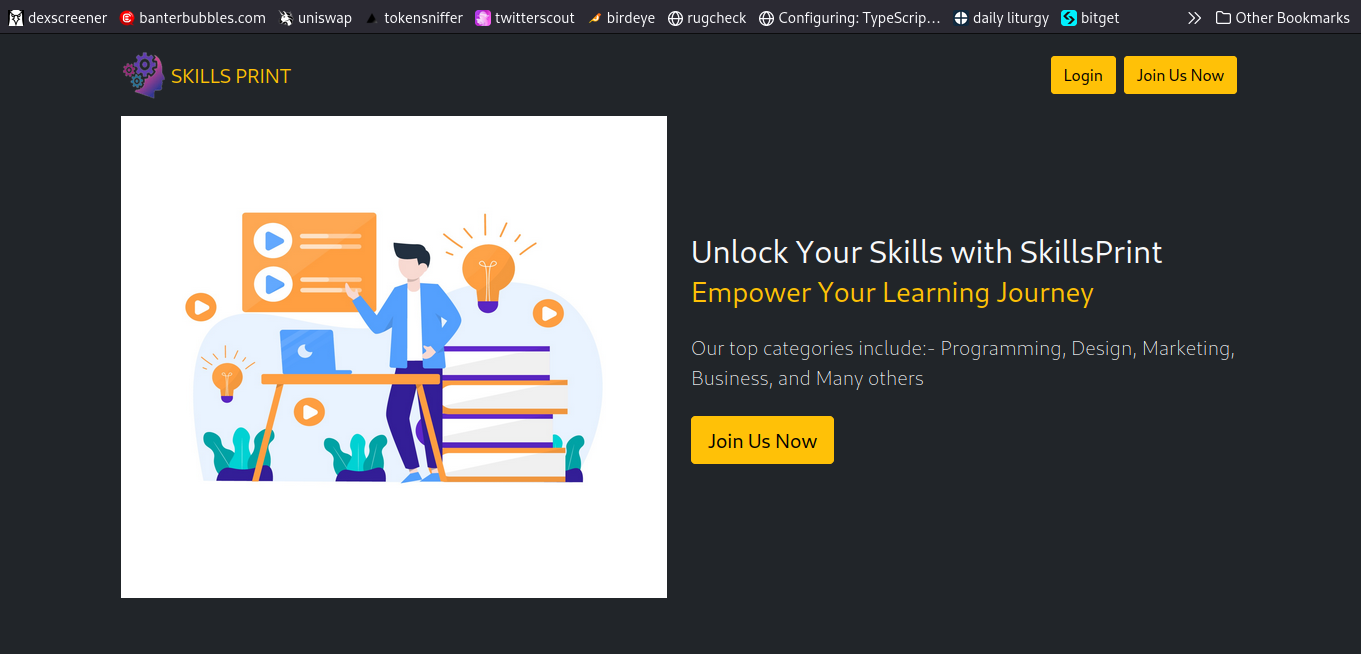 dexscreener banterbubbles.com uniswap tokensniffer twitterscout birdeye rugcheck Configuring: TypeScrip... daily liturgy bitget Other Bookmarks
SKILLS PRINT
Login Join Us Now
Unlock Your Skills with SkillsPrint
Empower Your Learning Journey
Our top categories include:- Programming, Design, Marketing,
Business, and Many others
Join Us Now